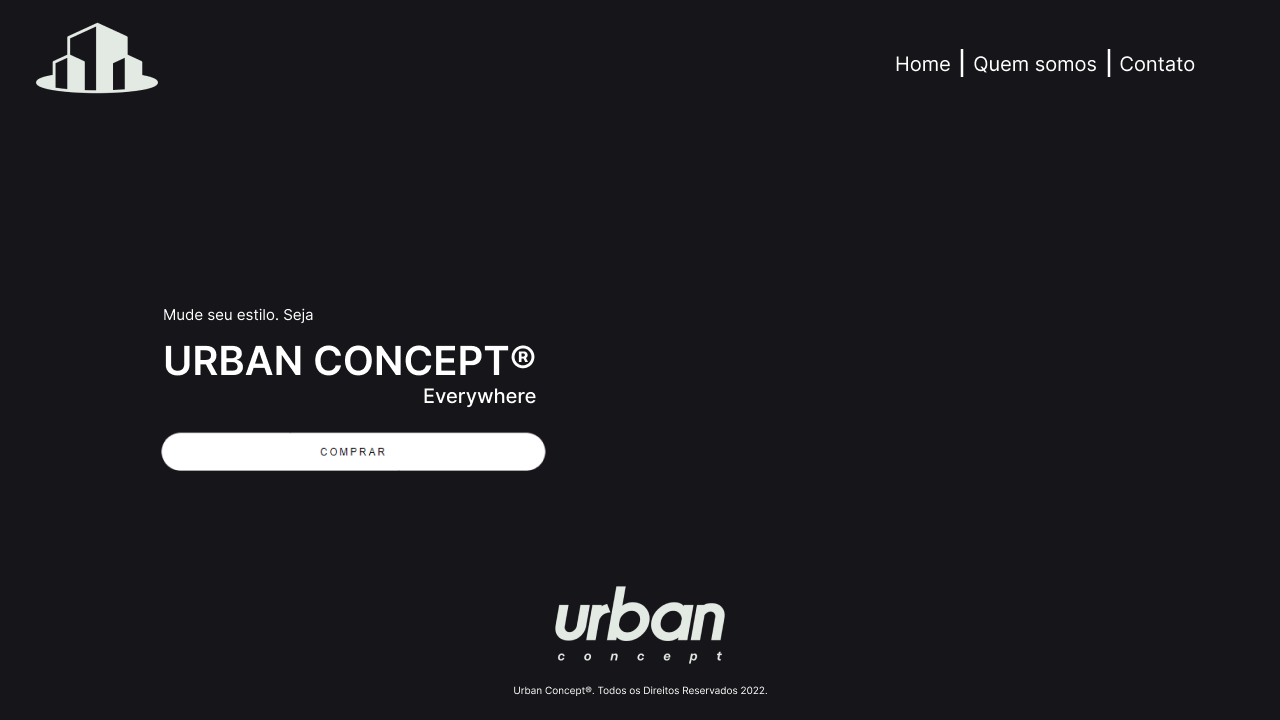 Home | Quem somos | Contato
Mude seu estilo. Seja
URBAN CONCEPT®
Everywhere
COMPRAR
urban
concept
Urban Concept®. Todos os Direitos Reservados 2022.